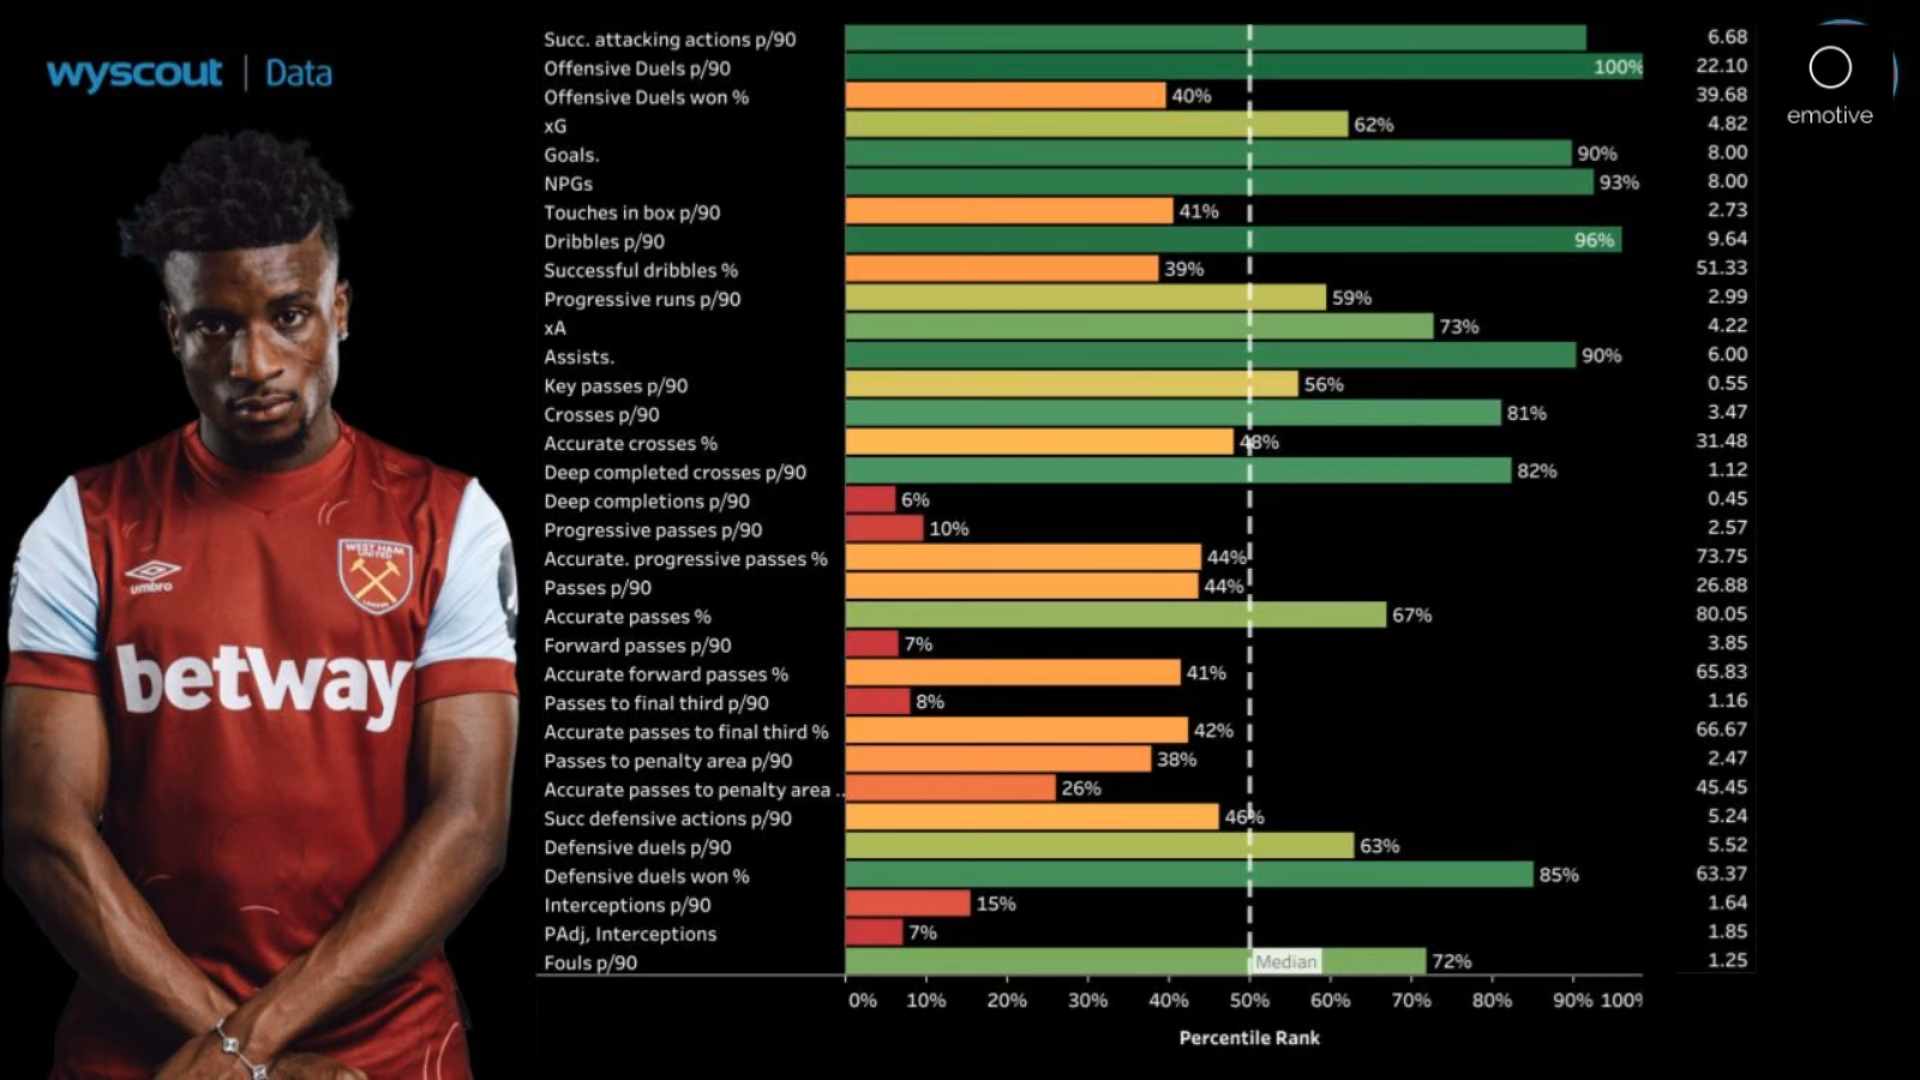 wyscout | Data
emotive
Succ. attacking actions p/90 6.68
Offensive Duels p/90 100% 22.10
Offensive Duels won % 40% 39.68
xG 62% 4.82
Goals. 90% 8.00
NPGs 93% 8.00
Touches in box p/90 41% 2.73
Dribbles p/90 96% 9.64
Successful dribbles % 39% 51.33
Progressive runs p/90 59% 2.99
xA 73% 4.22
Assists. 90% 6.00
Key passes p/90 56% 0.55
Crosses p/90 81% 3.47
Accurate crosses % 48% 31.48
Deep completed crosses p/90 82% 1.12
Deep completions p/90 6% 0.45
Progressive passes p/90 10% 2.57
Accurate. progressive passes % 44% 73.75
Passes p/90 44% 26.88
Accurate passes % 67% 80.05
Forward passes p/90 7% 3.85
Accurate forward passes % 41% 65.83
Passes to final third p/90 8% 1.16
Accurate passes to final third % 42% 66.67
Passes to penalty area p/90 38% 2.47
Accurate passes to penalty area .. 26% 45.45
Succ defensive actions p/90 46% 5.24
Defensive duels p/90 63% 5.52
Defensive duels won % 85% 63.37
Interceptions p/90 15% 1.64
PAdj, Interceptions 7% 1.85
Fouls p/90 Median 72% 1.25
0% 10% 20% 30% 40% 50% 60% 70% 80% 90% 100%
Percentile Rank
umbro
WEST HAM
UNITED
LONDON
betway